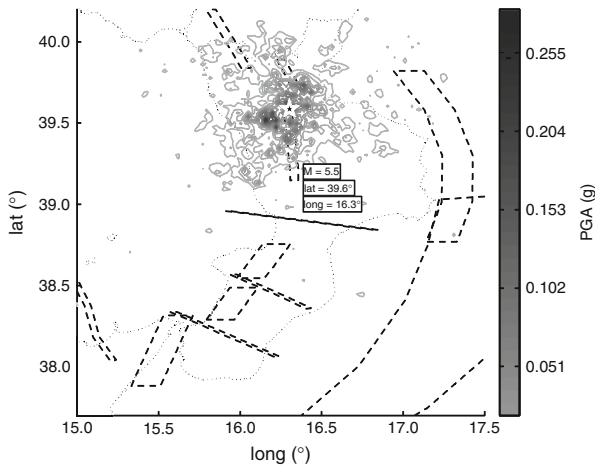 40.0
39.5
39.0
38.5
38.0
lat (°)
M = 5.5
lat = 39.6°
long = 16.3°
15.0 15.5 16.0 16.5 17.0 17.5
long (°)
0.255
0.204
0.153
0.102
0.051
PGA (g)